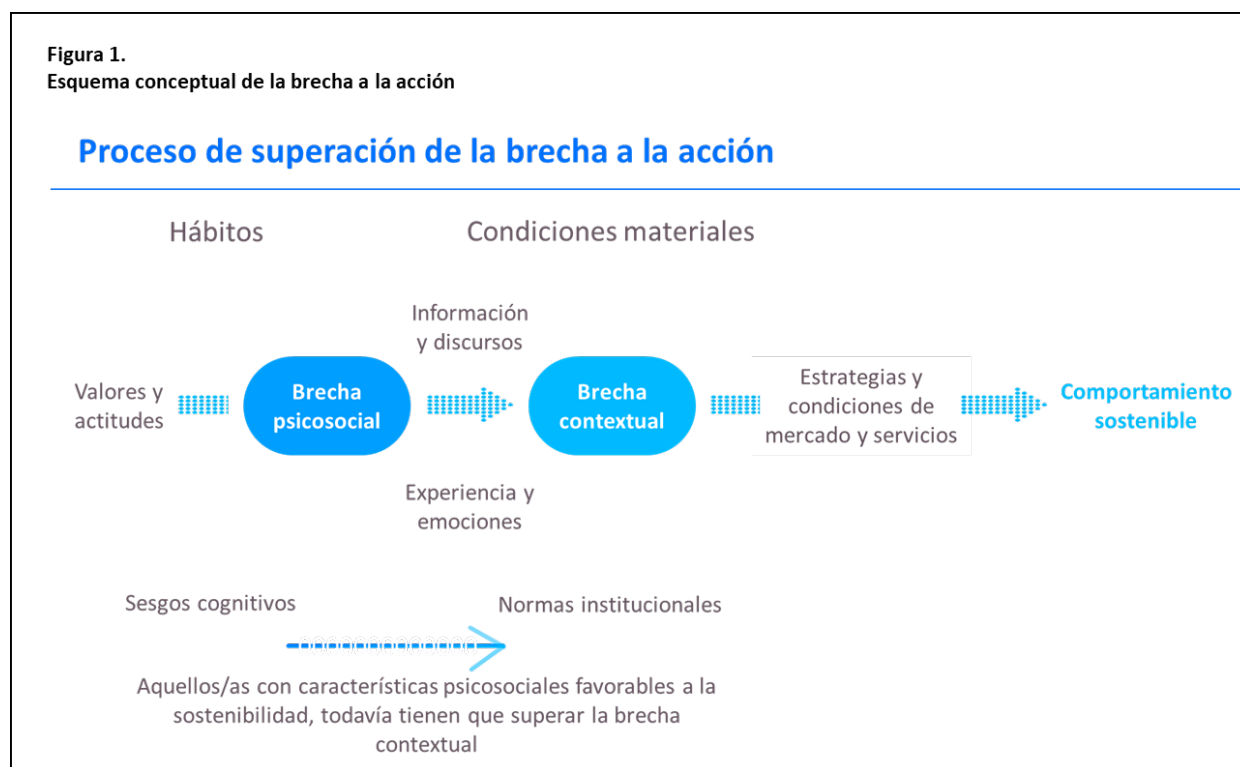 Figura 1.
Esquema conceptual de la brecha a la acción
Proceso de superación de la brecha a la acción
Hábitos
Condiciones materiales
Información
y discursos
Valores y
actitudes
Brecha
psicosocial
Brecha
contextual
Estrategias y
condiciones de
mercado y servicios
Comportamiento
sostenible
Experiencia y
emociones
Sesgos cognitivos
Normas institucionales
Aquellos/as con características psicosociales favorables a la
sostenibilidad, todavía tienen que superar la brecha
contextual